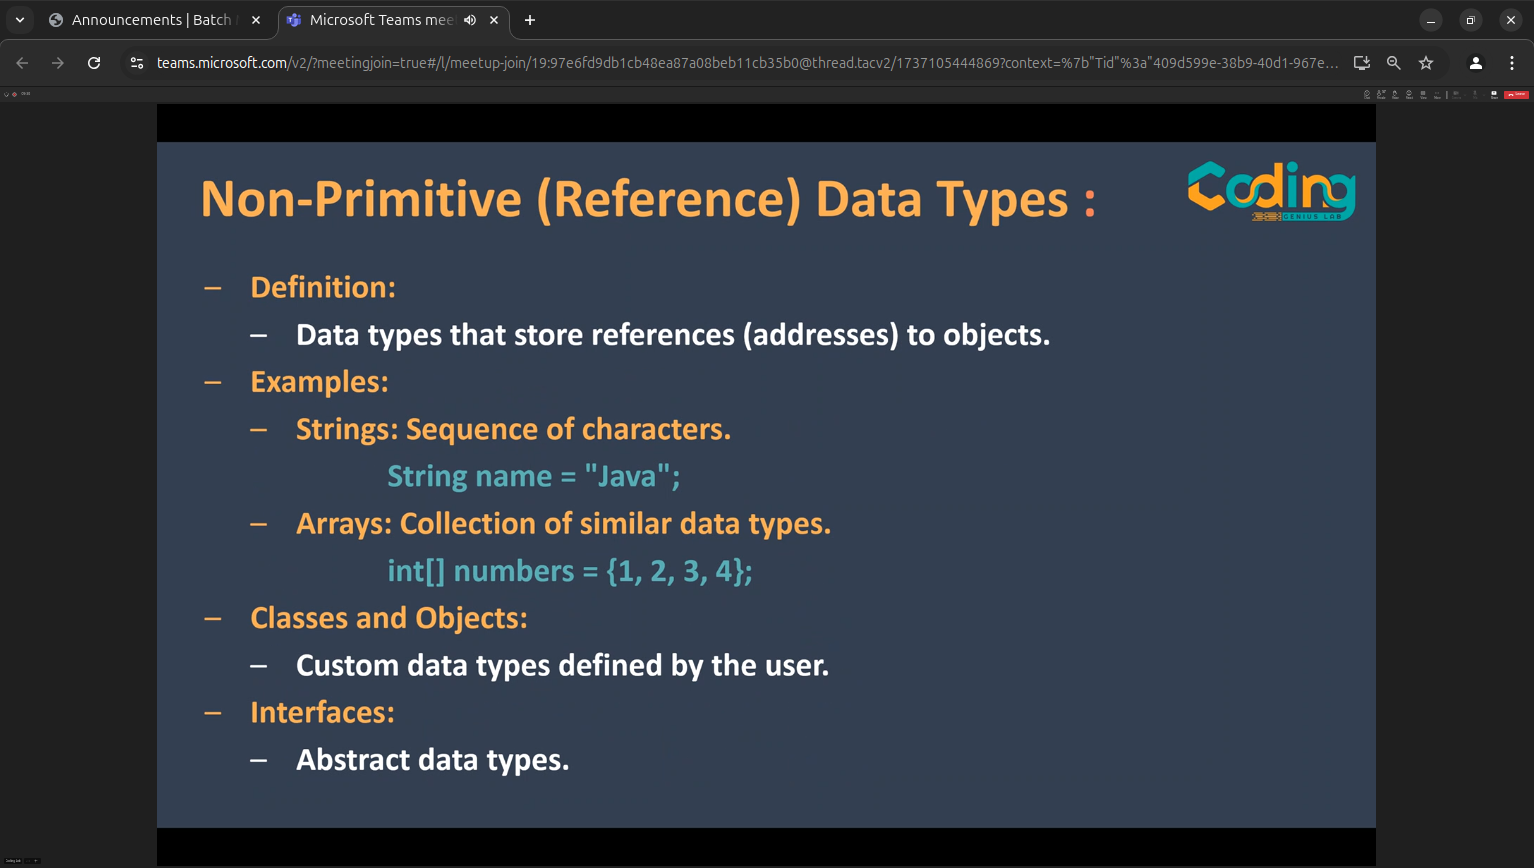 Announcements | Batch
Microsoft Teams mee
teams.microsoft.com/v2/?meetingjoin=true#/l/meetup-join/19:97e6fd9db1cb48ea87a08beb11cb35b0@thread.tacv2/1737105444869?context=%7b"Tid"%3a"409d599e-38b9-40d1-967e...
Non-Primitive (Reference) Data Types :
Coding
GENIUS LAB
– Definition:
– Data types that store references (addresses) to objects.
– Examples:
– Strings: Sequence of characters.
String name = "Java";
– Arrays: Collection of similar data types.
int[] numbers = {1, 2, 3, 4};
– Classes and Objects:
– Custom data types defined by the user.
– Interfaces:
– Abstract data types.